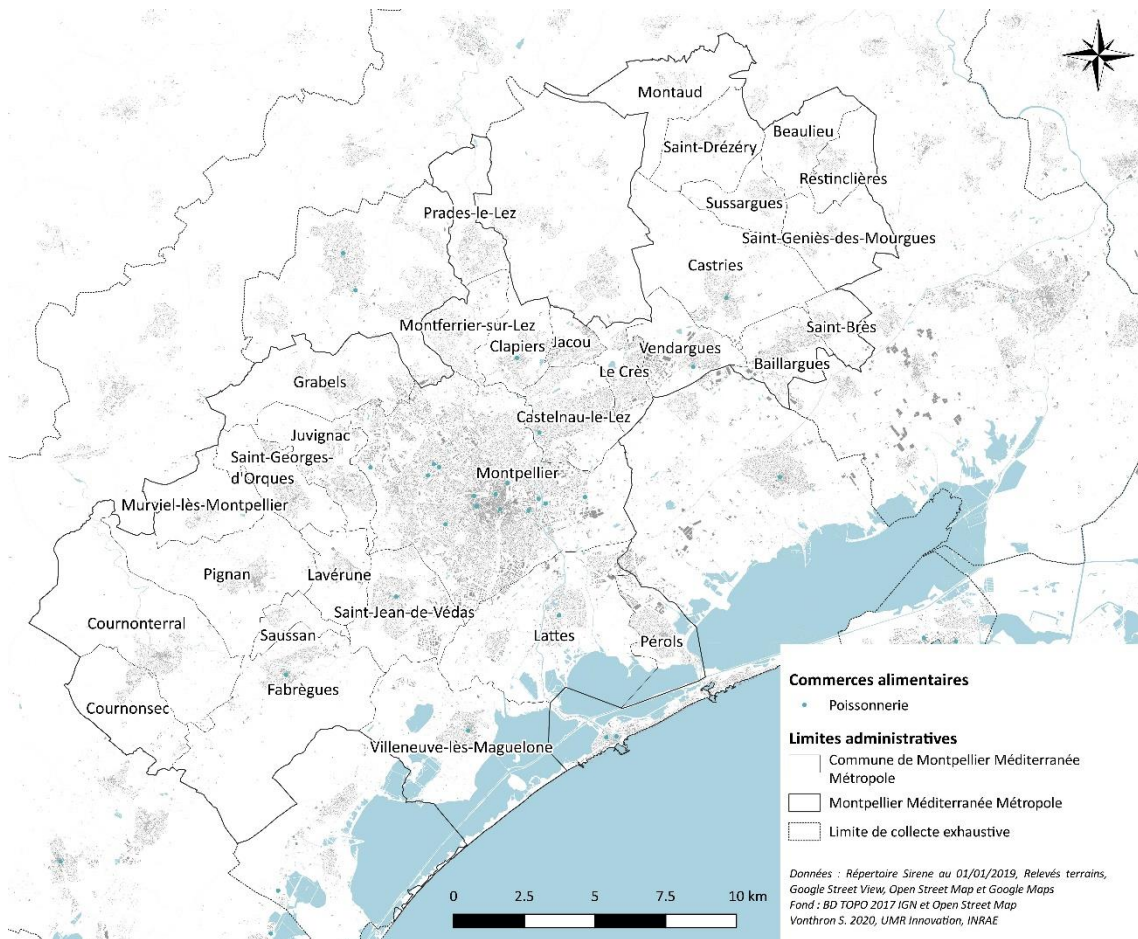 Montaud
Saint-Drézéry
Beaulieu
Restinclières
Sussargues
Prades-le-Lez
Saint-Geniès-des-Mourgues
Castries
Montferrier-sur-Lez
Clapiers
Jacou
Vendargues
Saint-Brès
Baillargues
Le Crès
Grabels
Castelnau-le-Lez
Juvignac
Saint-Georges-
d'Orques
Montpellier
Murviel-lès-Montpellier
Pignan
Lavérune
Saint-Jean-de-Védas
Cournonterral
Saussan
Lattes
Pérols
Fabrègues
Cournonsec
Villeneuve-lès-Maguelone
Commerces alimentaires
Poissonnerie
Limites administratives
Commune de Montpellier Méditerranée
Métropole
Montpellier Méditerranée Métropole
Limite de collecte exhaustive
Données : Répertoire Sirene au 01/01/2019, Relevés terrains,
Google Street View, Open Street Map et Google Maps
Fond : BD TOPO 2017 IGN et Open Street Map
Vonthron S. 2020, UMR Innovation, INRAE
0 2.5 5 7.5 10 km